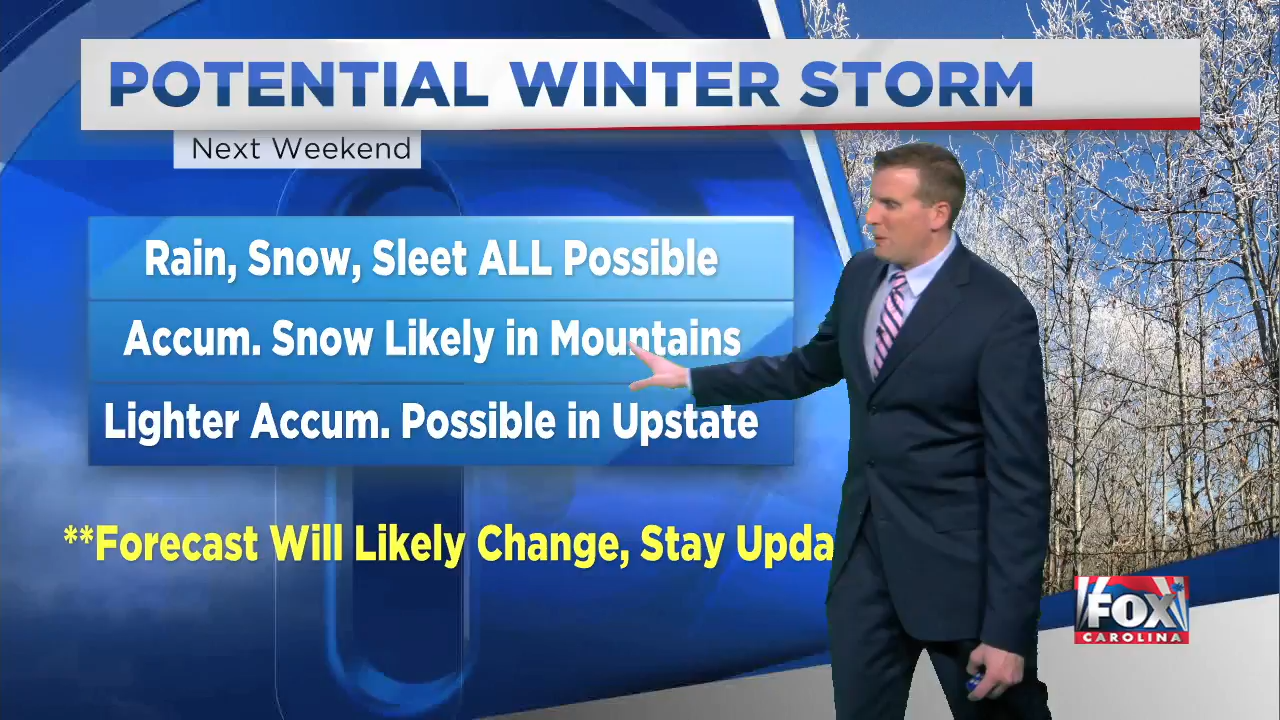 POTENTIAL WINTER STORM
Next Weekend
Rain, Snow, Sleet ALL Possible
Accum. Snow Likely in Mountains
Lighter Accum. Possible in Upstate
**Forecast Will Likely Change, Stay Upda
FOX
CAROLINA